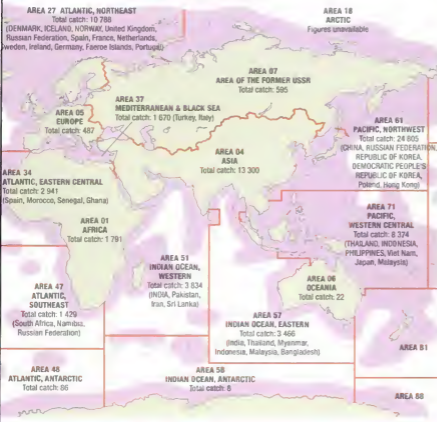 AREA 27 ATLANTIC, NORTHEAST
Total catch: 10 788
(DENMARK, ICELAND, NORWAY, United Kingdom,
Russian Federation, Spain, France, Netherlands,
Sweden, Ireland, Germany, Faeroe Islands, Portugal)
AREA 18
ARCTIC
Figures unavailable
AREA 07
AREA OF THE FORMER USSR
Total catch: 595
AREA 37
MEDITERRANEAN & BLACK SEA
Total catch: 1 670 (Turkey, Italy)
AREA 05
EUROPE
Total catch: 487
AREA 61
PACIFIC, NORTHWEST
Total catch: 24 805
(CHINA, RUSSIAN FEDERATION,
REPUBLIC OF KOREA,
DEMOCRATIC PEOPLE'S
REPUBLIC OF KOREA,
Poland, Hong Kong)
AREA 04
ASIA
Total catch: 13 300
AREA 34
ATLANTIC, EASTERN CENTRAL
Total catch: 2 941
(Spain, Morocco, Senegal, Ghana)
AREA 01
AFRICA
Total catch: 1 791
AREA 71
PACIFIC,
WESTERN CENTRAL
Total catch: 8 374
(THAILAND, INDONESIA,
PHILIPPINES, Viet Nam,
Japan, Malaysia)
AREA 51
INDIAN OCEAN,
WESTERN
Total catch: 3 834
(INDIA, Pakistan,
Iran, Sri Lanka)
AREA 06
OCEANIA
Total catch: 22
AREA 47
ATLANTIC,
SOUTHEAST
Total catch: 1 429
(South Africa, Namibia,
Russian Federation)
AREA 57
INDIAN OCEAN, EASTERN
Total catch: 3 466
(India, Thailand, Myanmar,
Indonesia, Malaysia, Bangladesh)
AREA 81
AREA 48
ATLANTIC, ANTARCTIC
Total catch: 86
AREA 58
INDIAN OCEAN, ANTARCTIC
Total catch: 6
AREA 88